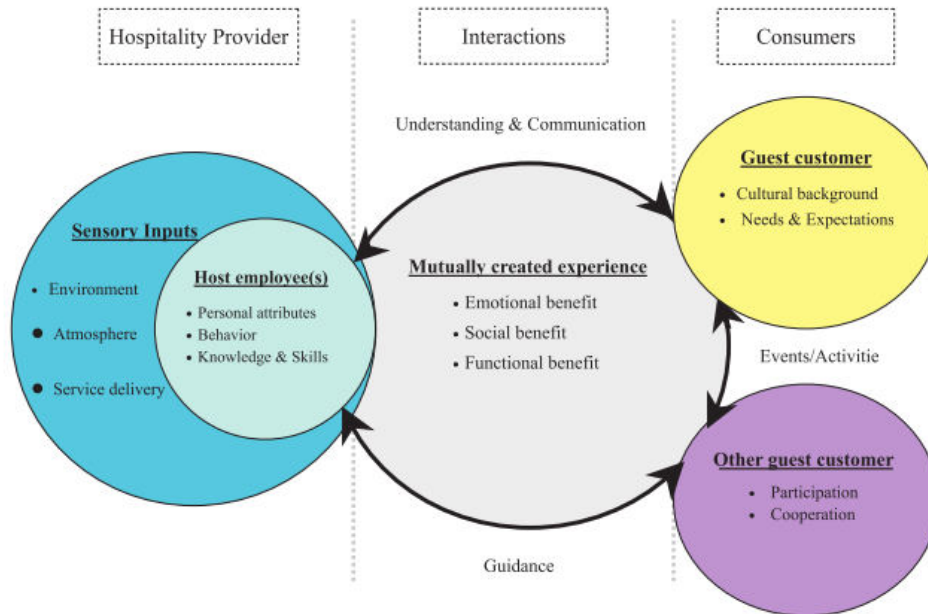 Hospitality Provider
Interactions
Consumers
Understanding & Communication
Guest customer
• Cultural background
• Needs & Expectations
Sensory Inputs
• Environment
• Atmosphere
• Service delivery
Host employee(s)
• Personal attributes
• Behavior
• Knowledge & Skills
Mutually created experience
• Emotional benefit
• Social benefit
• Functional benefit
Events/Activitie
Other guest customer
• Participation
• Cooperation
Guidance